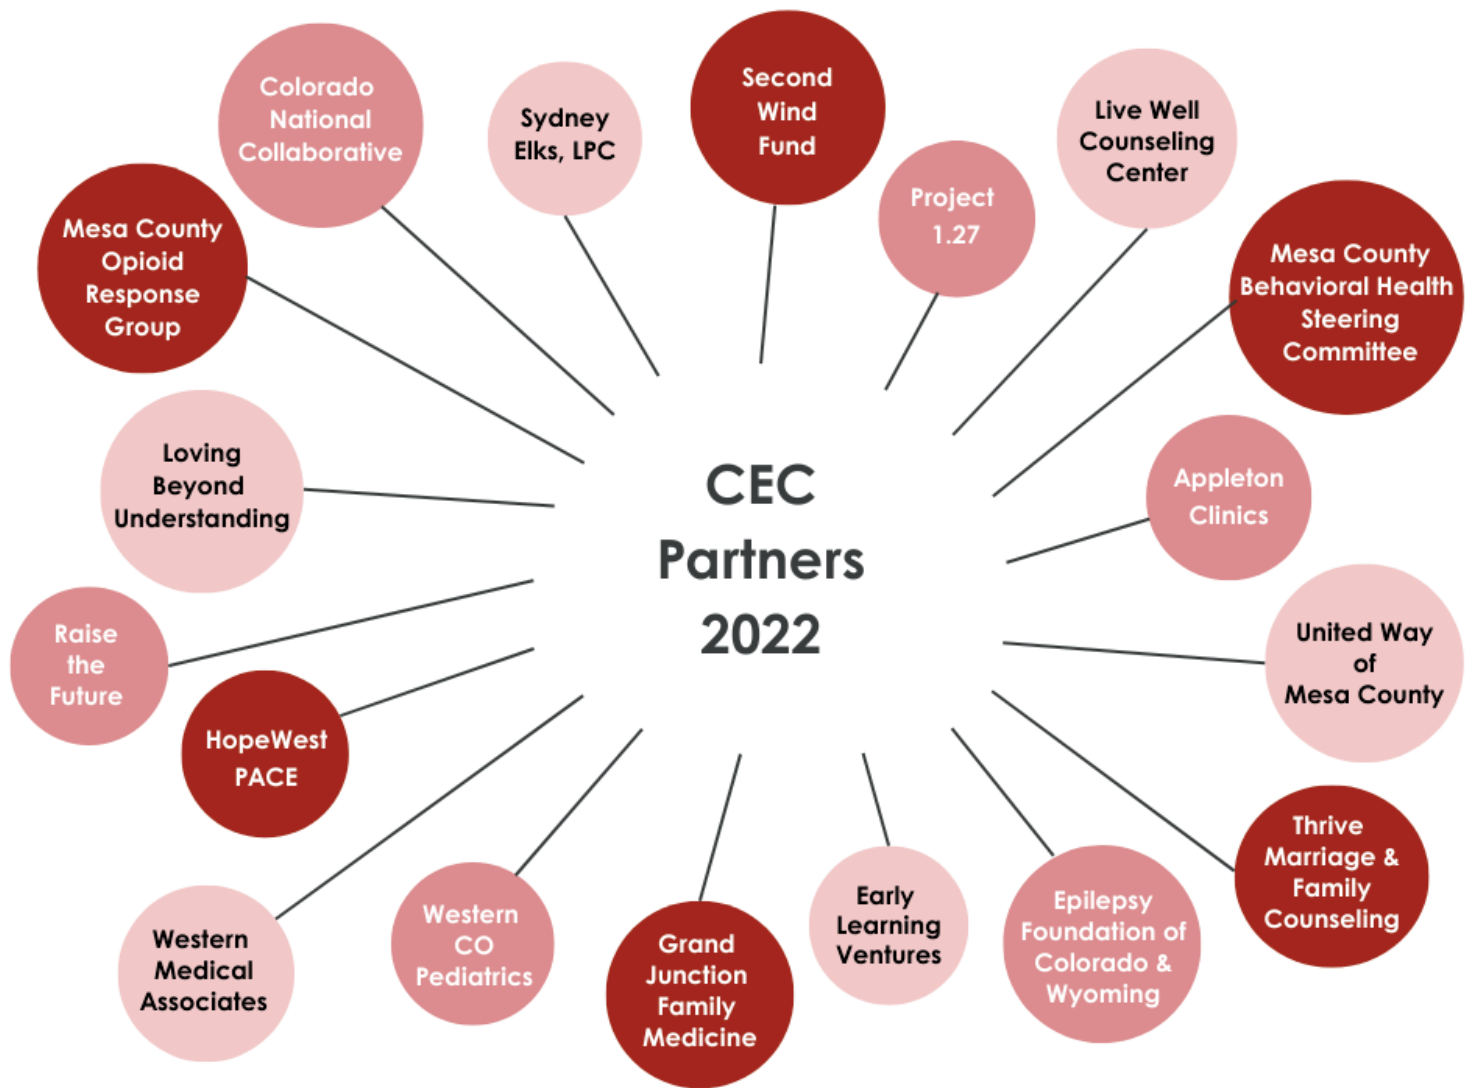 Colorado
National
Collaborative
Sydney
Elks, LPC
Second
Wind
Fund
Project
1.27
Live Well
Counseling
Center
Mesa County
Behavioral Health
Steering
Committee
Appleton
Clinics
United Way
of
Mesa County
Thrive
Marriage &
Family
Counseling
Epilepsy
Foundation of
Colorado &
Wyoming
Early
Learning
Ventures
Grand
Junction
Family
Medicine
Western
CO
Pediatrics
Western
Medical
Associates
HopeWest
PACE
Raise
the
Future
Loving
Beyond
Understanding
Mesa County
Opioid
Response
Group
CEC
Partners
2022